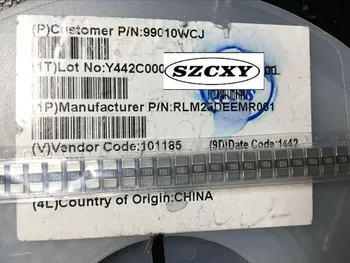 (P)Customer P/N:99010WCJ
(1T)Lot No:Y442C000
SZCXY
(1P)Manufacturer P/N:RLM25FEEMR001
(V)Vendor Code:101185 (9D)Date Code:1442
(4L)Country of Origin:CHINA